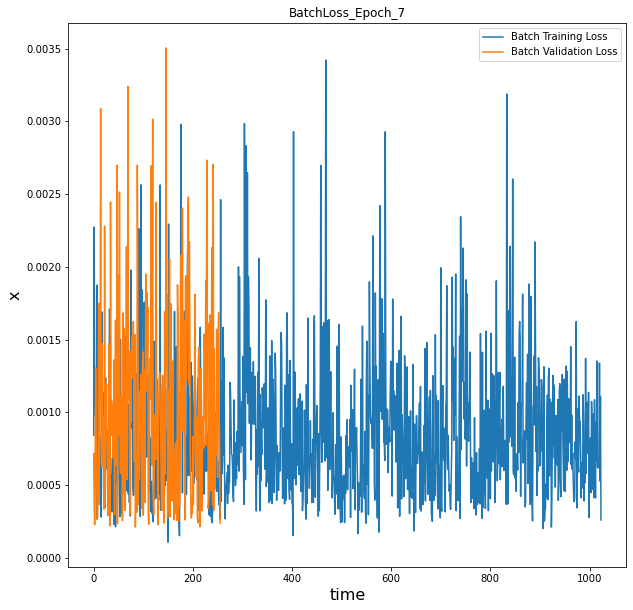 BatchLoss_Epoch_7
Batch Training Loss
Batch Validation Loss
0.0035
0.0030
0.0025
0.0020
0.0015
0.0010
0.0005
0.0000
x
0 200 400 600 800 1000
time